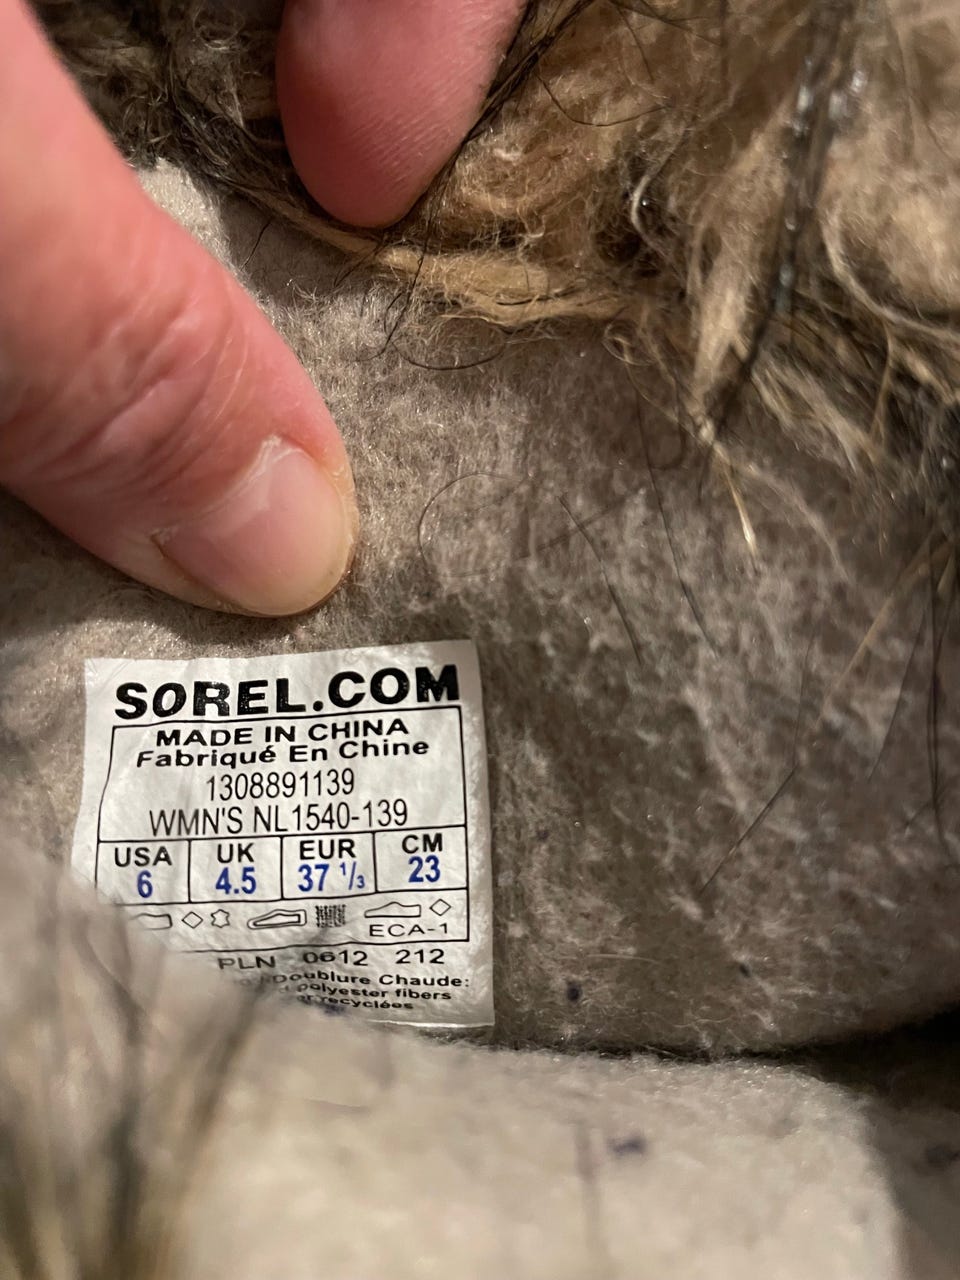 SOREL.COM
MADE IN CHINA
Fabriqué En Chine
1308891139
WMN'S NL1540-139
USA UK EUR CM
6 4.5 37 1/3 23
ECA-1
PLN 0612 212
Doublure Chaude:
polyester fibers
recyclées